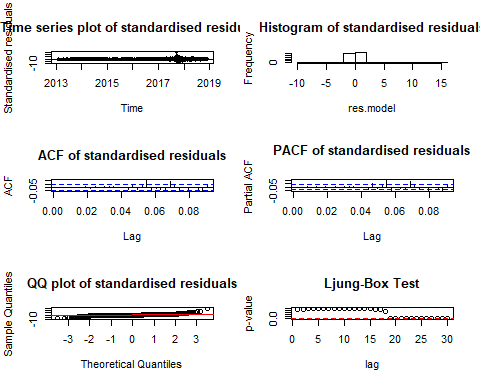 Time series plot of standardised resid
Standardised residuals
-10
2013 2015 2017 2019
Time
Histogram of standardised residuals
Frequency
0
-10 -5 0 5 10 15
res.model
ACF of standardised residuals
ACF
-0.05
0.00 0.02 0.04 0.06 0.08
Lag
PACF of standardised residuals
Partial ACF
-0.05
0.00 0.02 0.04 0.06 0.08
Lag
QQ plot of standardised residuals
Sample Quantiles
-10
-3 -2 -1 0 1 2 3
Theoretical Quantiles
Ljung-Box Test
p-value
0.0
0 5 10 15 20 25 30
lag